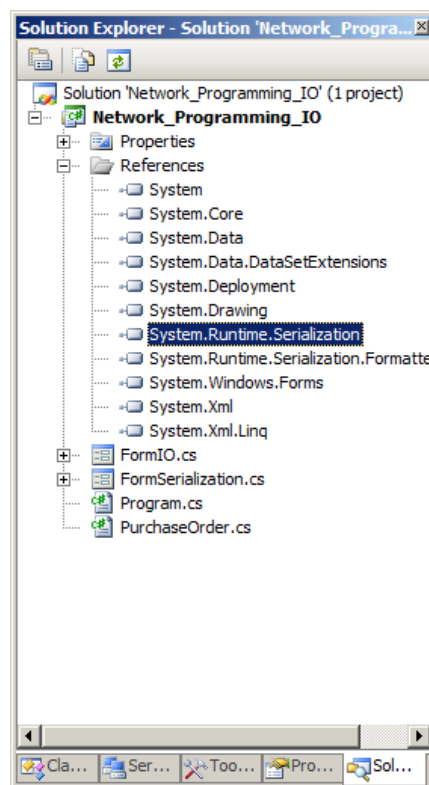 Solution Explorer - Solution 'Network_Progra...
Solution 'Network_Programming_IO' (1 project)
Network_Programming_IO
Properties
References
System
System.Core
System.Data
System.Data.DataSetExtensions
System.Deployment
System.Drawing
System.Runtime.Serialization
System.Runtime.Serialization.Formatte
System.Windows.Forms
System.Xml
System.Xml.Linq
FormIO.cs
FormSerialization.cs
Program.cs
PurchaseOrder.cs
Cla... Ser... Too... Pro... Sol...